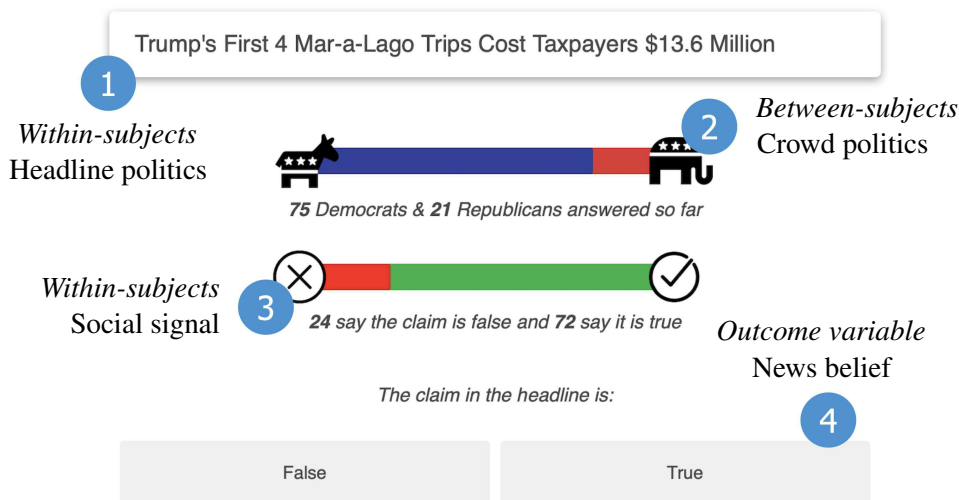 Trump's First 4 Mar-a-Lago Trips Cost Taxpayers $13.6 Million
1
Within-subjects
Headline politics
2
Between-subjects
Crowd politics
75 Democrats & 21 Republicans answered so far
Within-subjects
Social signal
3
24 say the claim is false and 72 say it is true
Outcome variable
News belief
4
The claim in the headline is:
False
True